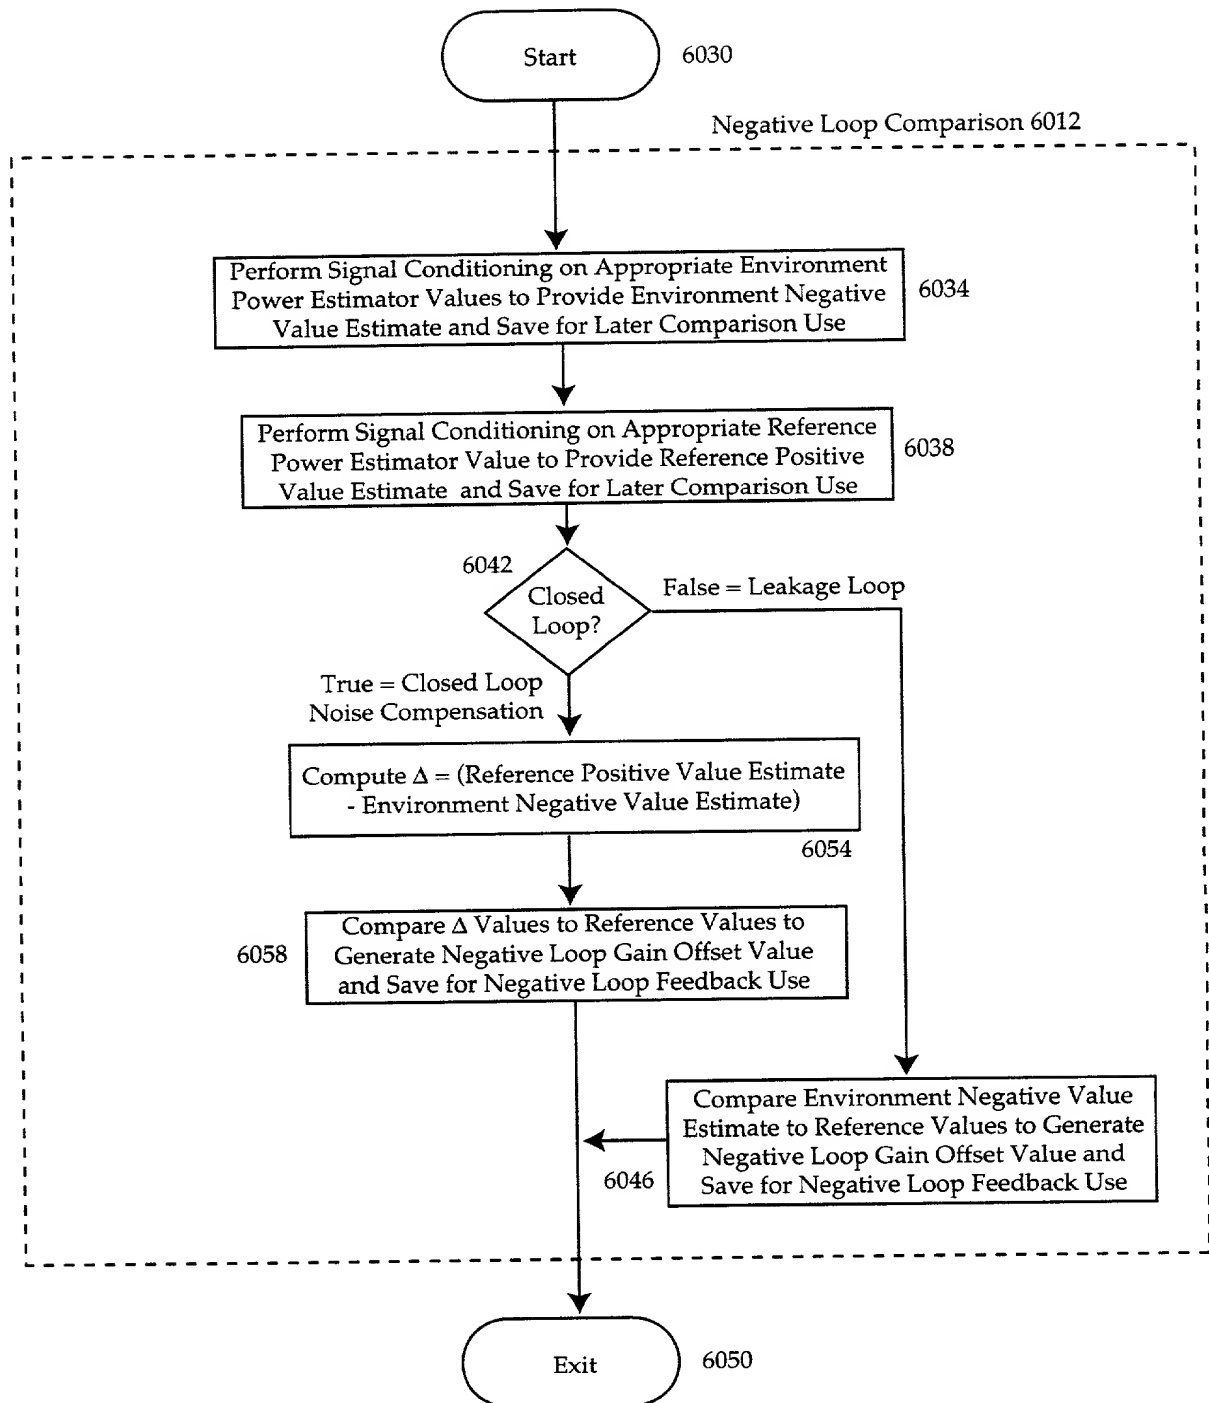 Start
6030
Negative Loop Comparison 6012
Perform Signal Conditioning on Appropriate Environment
Power Estimator Values to Provide Environment Negative
Value Estimate and Save for Later Comparison Use
6034
Perform Signal Conditioning on Appropriate Reference
Power Estimator Value to Provide Reference Positive
Value Estimate and Save for Later Comparison Use
6038
6042
Closed
Loop?
False = Leakage Loop
True = Closed Loop
Noise Compensation
Compute Δ = (Reference Positive Value Estimate
- Environment Negative Value Estimate)
6054
6058
Compare Δ Values to Reference Values to
Generate Negative Loop Gain Offset Value
and Save for Negative Loop Feedback Use
Compare Environment Negative Value
Estimate to Reference Values to Generate
Negative Loop Gain Offset Value and
Save for Negative Loop Feedback Use
6046
Exit
6050